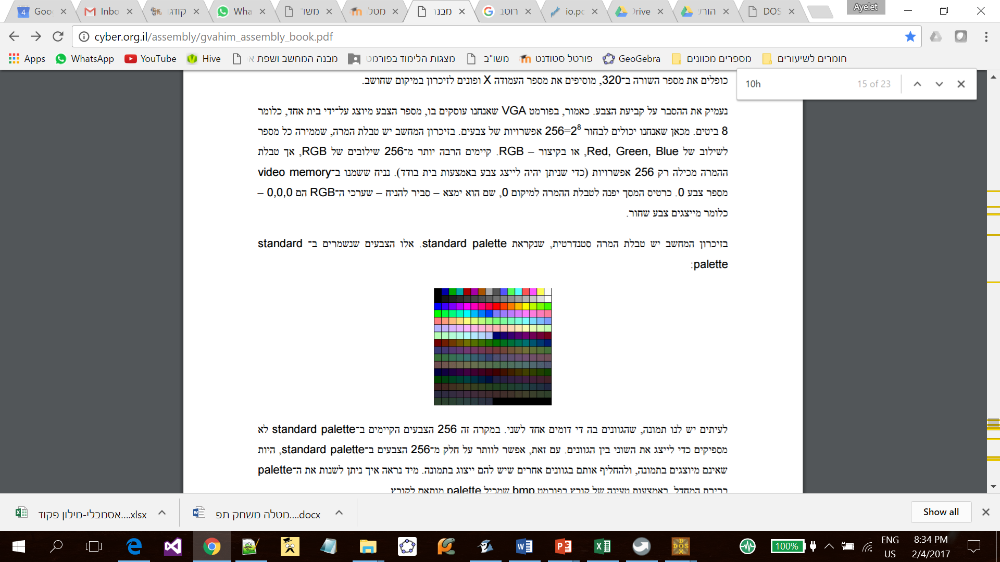 Goo
Inbo
קודגו
Wha
משו"
מטל
מבנה
רוטב
io.pc
Drive
הורש
DOS
Ayelet
cyber.org.il/assembly/gvahim_assembly_book.pdf
Apps
WhatsApp
YouTube
Hive
מבנה המחשב ושפת א
מצגות הלימוד בפורמט
משו"ב
פורטל סטודנט
GeoGebra
מספרים מכוונים
חומרים לשיעורים
10h
15 of 23
כופלים את מספר השורה ב־320, מוסיפים את מספר העמודה X ופונים לזיכרון במיקום שחושב.
נעמיק את ההסבר על קביעת הצבע. כאמור, בפורמט VGA שאנחנו עוסקים בו, מספר הצבע מיוצג על־ידי בית אחד, כלומר
8 ביטים. מכאן שאנחנו יכולים לבחור 2⁸=256 אפשרויות של צבעים. בזיכרון המחשב יש טבלת המרה, שממירה כל מספר
לשילוב של Red, Green, Blue, או בקיצור – RGB. קיימים הרבה יותר מ־256 שילובים של RGB, אך טבלת
ההמרה מכילה רק 256 אפשרויות (כדי שניתן יהיה לייצג צבע באמצעות בית בודד). נניח ששמנו ב־video memory
מספר צבע 0. כרטיס המסך יפנה לטבלת ההמרה למיקום 0, שם הוא ימצא – סביר להניח – שערכי ה־RGB הם 0,0,0 –
כלומר מייצגים צבע שחור.
בזיכרון המחשב יש טבלת המרה סטנדרטית, שנקראת standard palette. אלו הצבעים שנשמרים ב־ standard
palette:
לעיתים יש לנו תמונה, שהגוונים בה די דומים אחד לשני. במקרה זה 256 הצבעים הקיימים ב־standard palette לא
מספיקים כדי לייצג את השוני בין הגוונים. עם זאת, אפשר לוותר על חלק מ־256 הצבעים ב־standard palette, היות
שאינם מיוצגים בתמונה, ולהחליף אותם בגוונים אחרים שיש להם ייצוג בתמונה. מיד נראה איך ניתן לשנות את ה־palette
ברירת המחדל, באמצעות טעינה של קובץ בפורמט bmp שמכיל palette מותאם לקובץ
אסמבלי-מילון פקוד....xlsx
מטלה משחק תפ....docx
Show all
100%
ENG
US
8:34 PM
2/4/2017